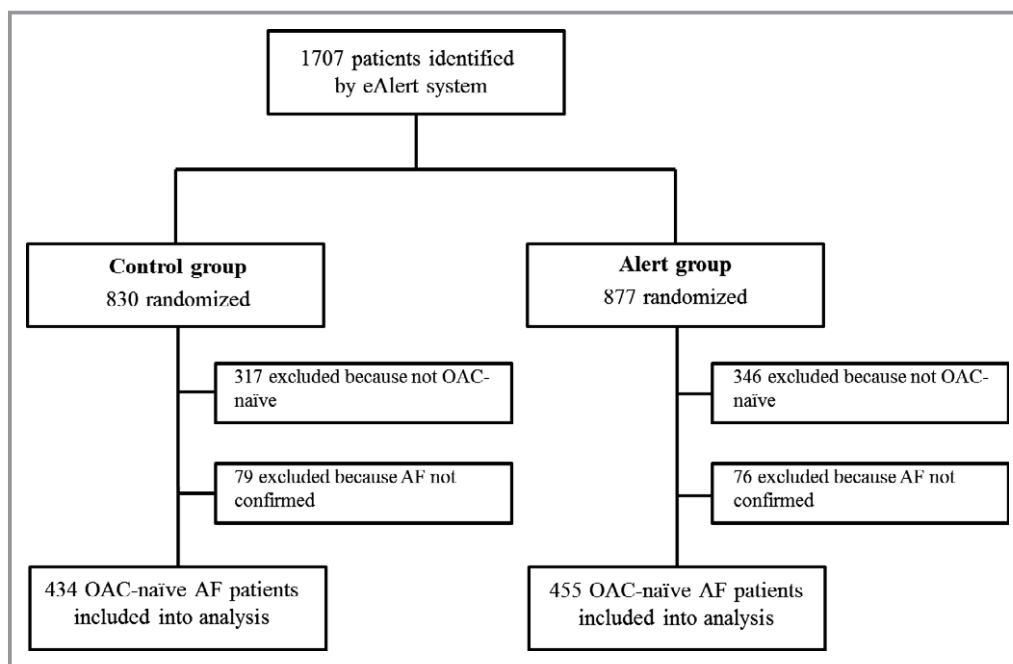 1707 patients identified
by eAlert system
Control group
830 randomized
Alert group
877 randomized
317 excluded because not OAC-
naïve
346 excluded because not OAC-
naïve
79 excluded because AF not
confirmed
76 excluded because AF not
confirmed
434 OAC-naïve AF patients
included into analysis
455 OAC-naïve AF patients
included into analysis